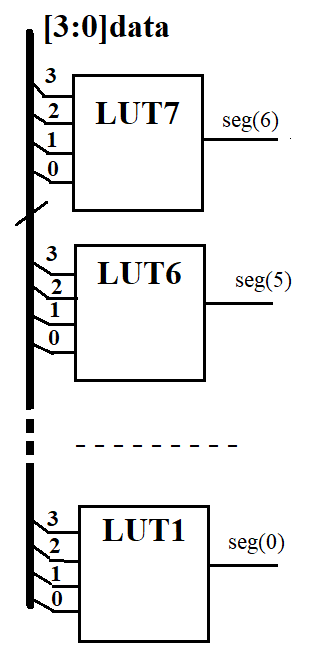 [3:0]data
3
2
1
0
LUT7
seg(6)
3
2
1
0
LUT6
seg(5)
3
2
1
0
LUT1
seg(0)